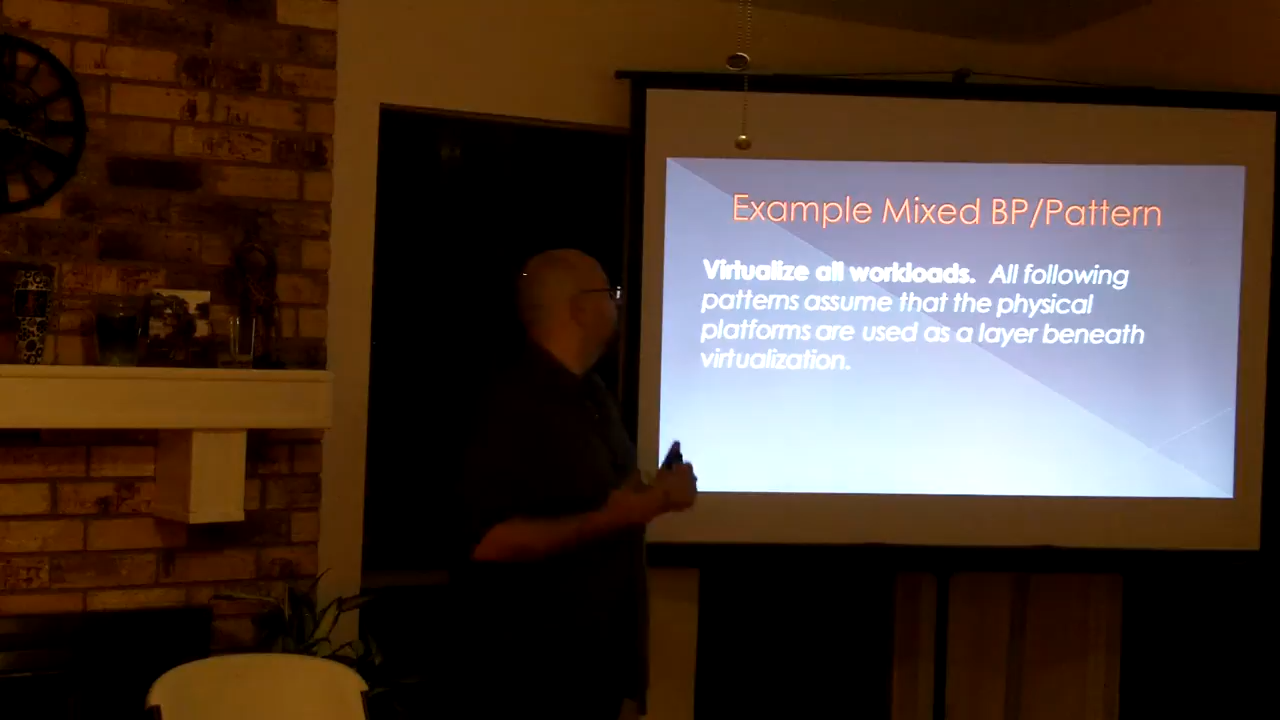 Example Mixed BP/Pattern
Virtualize all workloads. All following
patterns assume that the physical
platforms are used as a layer beneath
virtualization.